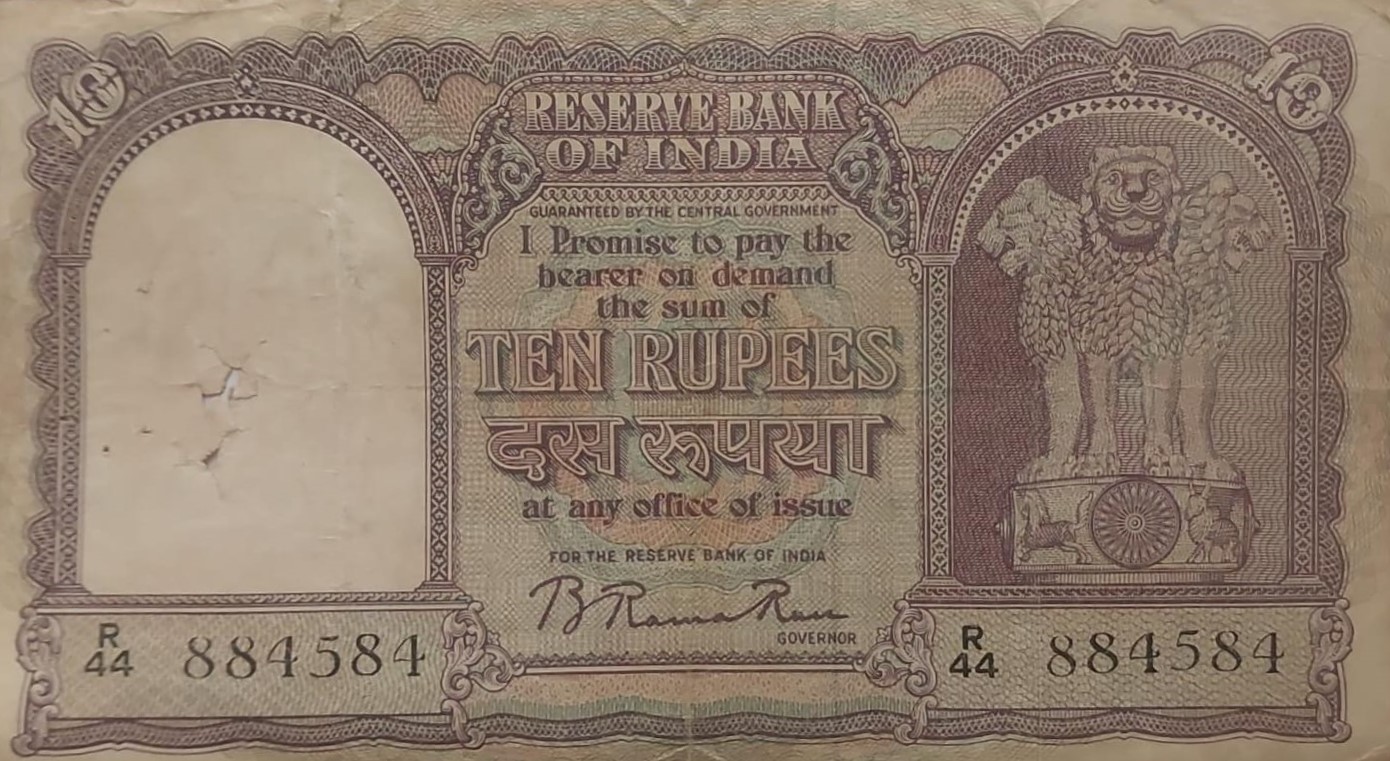 10 10
RESERVE BANK
OF INDIA
GUARANTEED BY THE CENTRAL GOVERNMENT
I Promise to pay the
bearer on demand
the sum of
TEN RUPEES
दस रूपया
at any office of issue
FOR THE RESERVE BANK OF INDIA
B Rama Rau
GOVERNOR
R
44 884584
R
44 884584